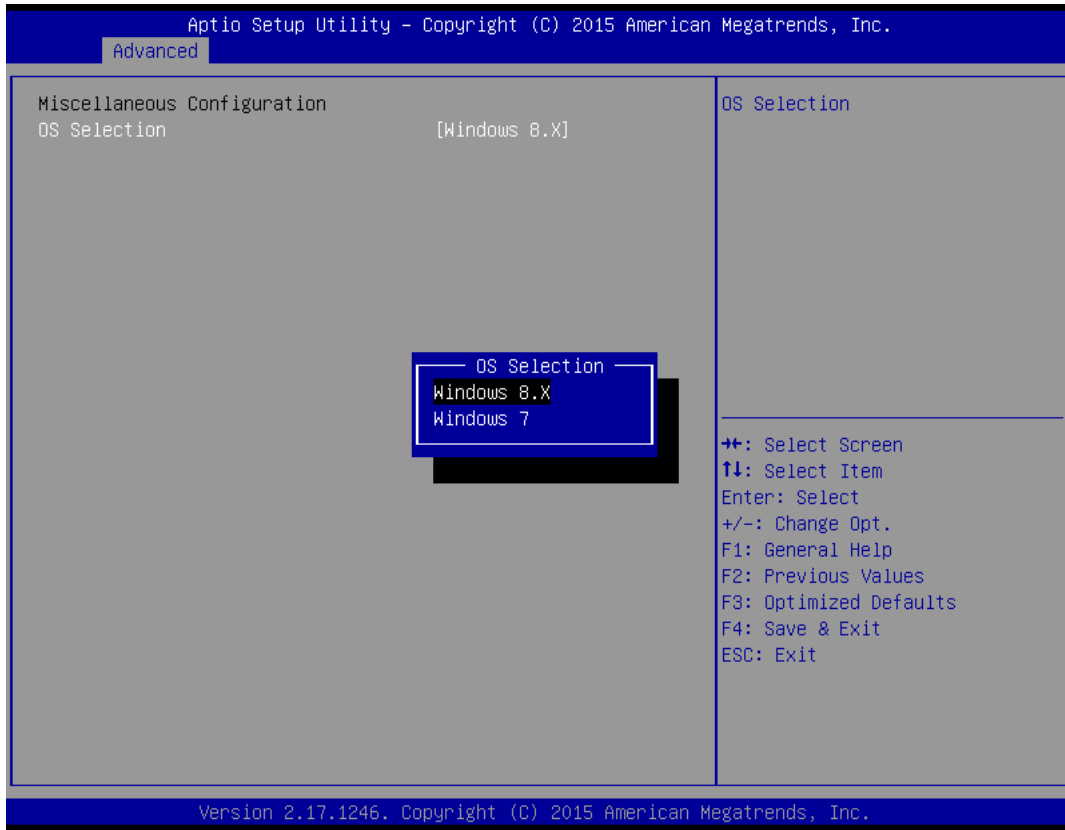 Aptio Setup Utility – Copyright (C) 2015 American Megatrends, Inc.
Advanced
Miscellaneous Configuration
OS Selection [Windows 8.X]
OS Selection
Windows 8.X
Windows 7
OS Selection
→←: Select Screen
↑↓: Select Item
Enter: Select
+/-: Change Opt.
F1: General Help
F2: Previous Values
F3: Optimized Defaults
F4: Save & Exit
ESC: Exit
Version 2.17.1246. Copyright (C) 2015 American Megatrends, Inc.